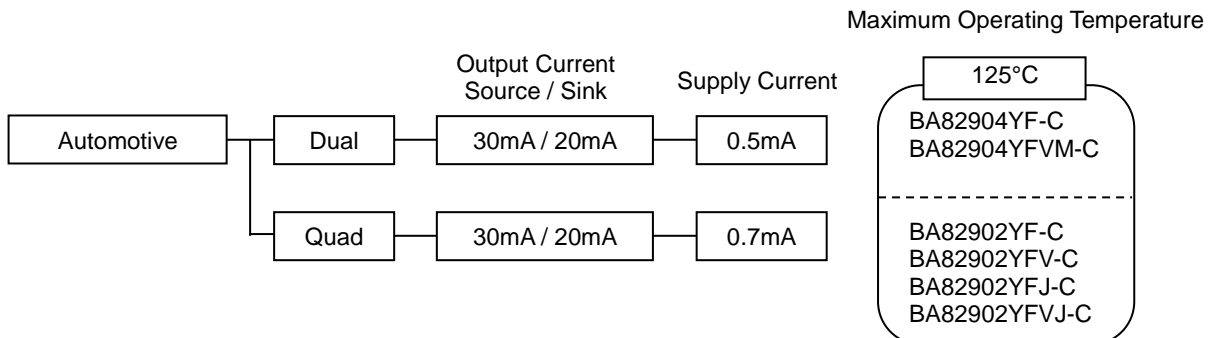 Maximum Operating Temperature
Output Current
Source / Sink
Supply Current
125°C
Automotive
Dual
30mA / 20mA
0.5mA
BA82904YF-C
BA82904YFVM-C
Quad
30mA / 20mA
0.7mA
BA82902YF-C
BA82902YFV-C
BA82902YFJ-C
BA82902YFVJ-C